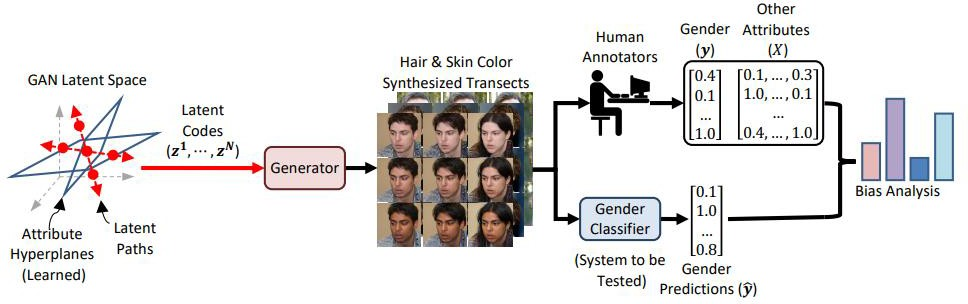 GAN Latent Space
Attribute
Hyperplanes
(Learned)
Latent
Paths
Latent
Codes
(z¹, ⋯, zᴺ)
Generator
Hair & Skin Color
Synthesized Transects
Human
Annotators
Gender
(y)
Other
Attributes
(X)
0.4
0.1
...
1.0
0.1, ..., 0.3
1.0, ..., 0.1
...
0.4, ..., 1.0
Gender
Classifier
(System to be
Tested)
0.1
1.0
...
0.8
Gender
Predictions (ŷ)
Bias Analysis